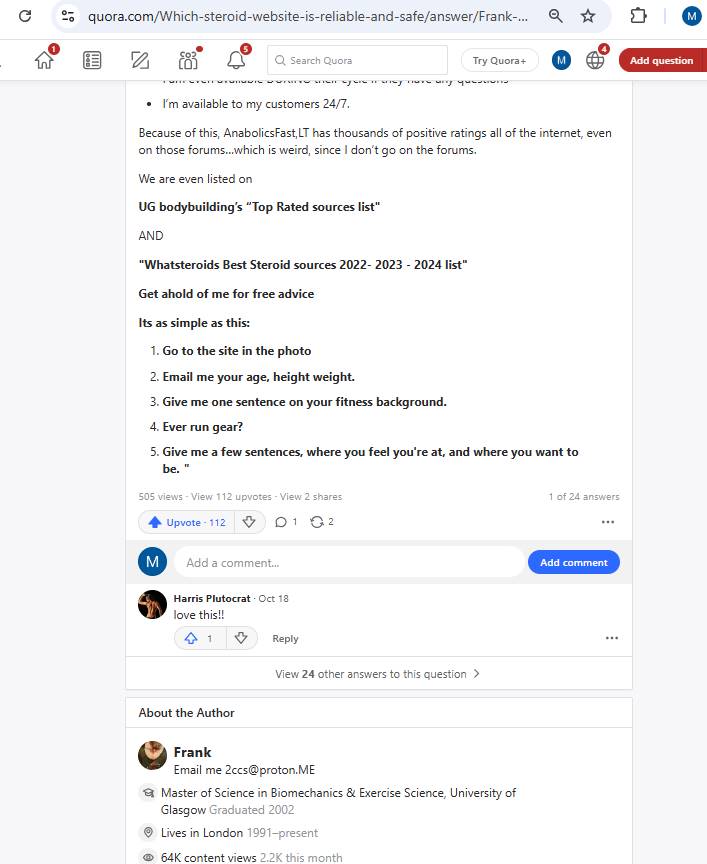 quora.com/Which-steroid-website-is-reliable-and-safe/answer/Frank-...
M
1
5
Search Quora
Try Quora+
M
4
Add question
I am even available DURING their cycle if they have any questions
• I'm available to my customers 24/7.
Because of this, AnabolicsFast,LT has thousands of positive ratings all of the internet, even
on those forums...which is weird, since I don't go on the forums.
We are even listed on
UG bodybuilding's “Top Rated sources list"
AND
"Whatsteroids Best Steroid sources 2022- 2023 - 2024 list"
Get ahold of me for free advice
Its as simple as this:
1. Go to the site in the photo
2. Email me your age, height weight.
3. Give me one sentence on your fitness background.
4. Ever run gear?
5. Give me a few sentences, where you feel you're at, and where you want to
be. "
505 views · View 112 upvotes · View 2 shares
1 of 24 answers
Upvote · 112
1
2
M
Add a comment...
Add comment
Harris Plutocrat · Oct 18
love this!!
1
Reply
View 24 other answers to this question
About the Author
Frank
Email me 2ccs@proton.ME
Master of Science in Biomechanics & Exercise Science, University of
Glasgow Graduated 2002
Lives in London 1991–present
64K content views 2.2K this month